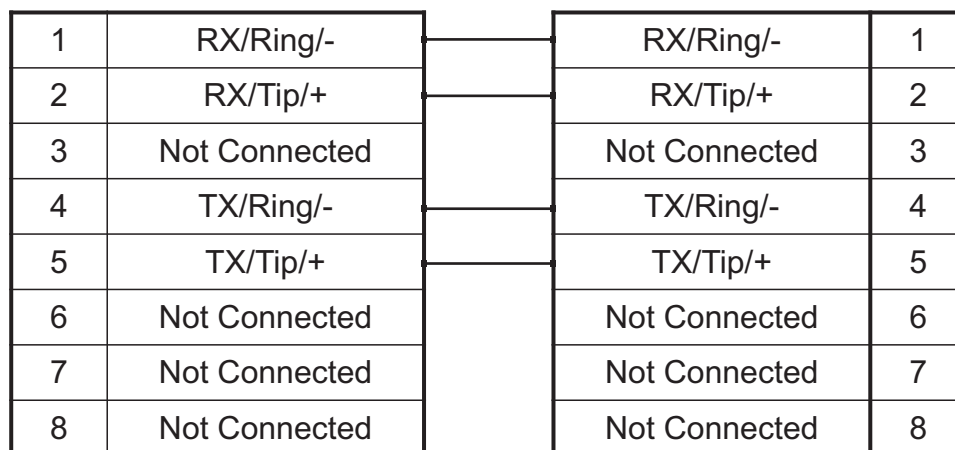 1 RX/Ring/- RX/Ring/- 1
2 RX/Tip/+ RX/Tip/+ 2
3 Not Connected Not Connected 3
4 TX/Ring/- TX/Ring/- 4
5 TX/Tip/+ TX/Tip/+ 5
6 Not Connected Not Connected 6
7 Not Connected Not Connected 7
8 Not Connected Not Connected 8